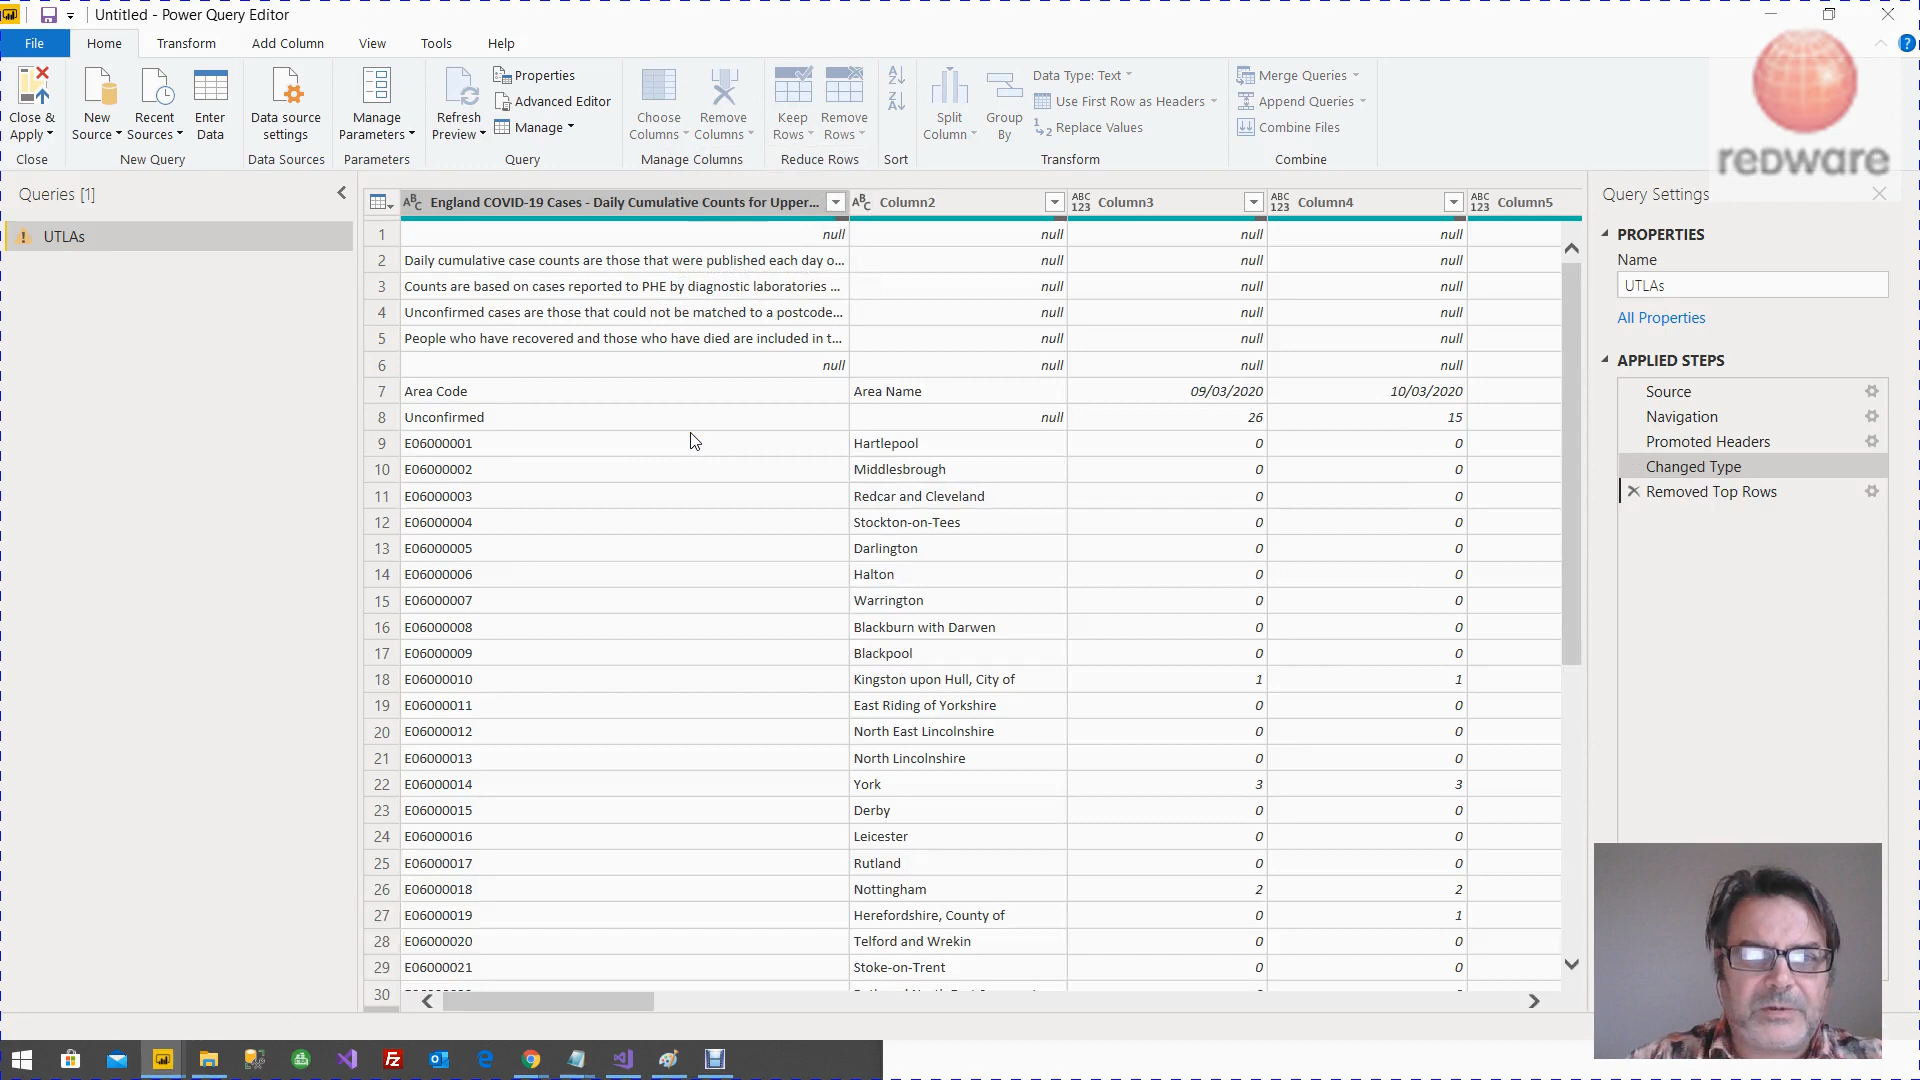 Untitled - Power Query Editor
File
Home
Transform
Add Column
View
Tools
Help
Close &
Apply
Close
New
Source
Recent
Sources
Enter
Data
New Query
Data source
settings
Data Sources
Manage
Parameters
Parameters
Refresh
Preview
Properties
Advanced Editor
Manage
Query
Choose
Columns
Remove
Columns
Manage Columns
Keep
Rows
Remove
Rows
Reduce Rows
Sort
Split
Column
Group
By
Data Type: Text
Use First Row as Headers
Replace Values
Transform
Merge Queries
Append Queries
Combine Files
Combine
redware
Queries [1]
UTLAs
England COVID-19 Cases - Daily Cumulative Counts for Upper... Column2 Column3 Column4 Column5
1 null null null null
2 Daily cumulative case counts are those that were published each day o... null null null
3 Counts are based on cases reported to PHE by diagnostic laboratories ... null null null
4 Unconfirmed cases are those that could not be matched to a postcode... null null null
5 People who have recovered and those who have died are included in t... null null null
6 null null null null
7 Area Code Area Name 09/03/2020 10/03/2020
8 Unconfirmed null 26 15
9 E06000001 Hartlepool 0 0
10 E06000002 Middlesbrough 0 0
11 E06000003 Redcar and Cleveland 0 0
12 E06000004 Stockton-on-Tees 0 0
13 E06000005 Darlington 0 0
14 E06000006 Halton 0 0
15 E06000007 Warrington 0 0
16 E06000008 Blackburn with Darwen 0 0
17 E06000009 Blackpool 0 0
18 E06000010 Kingston upon Hull, City of 1 1
19 E06000011 East Riding of Yorkshire 0 0
20 E06000012 North East Lincolnshire 0 0
21 E06000013 North Lincolnshire 0 0
22 E06000014 York 3 3
23 E06000015 Derby 0 0
24 E06000016 Leicester 0 0
25 E06000017 Rutland 0 0
26 E06000018 Nottingham 2 2
27 E06000019 Herefordshire, County of 0 1
28 E06000020 Telford and Wrekin 0 0
29 E06000021 Stoke-on-Trent 0 0
30
Query Settings
PROPERTIES
Name
UTLAs
All Properties
APPLIED STEPS
Source
Navigation
Promoted Headers
Changed Type
Removed Top Rows